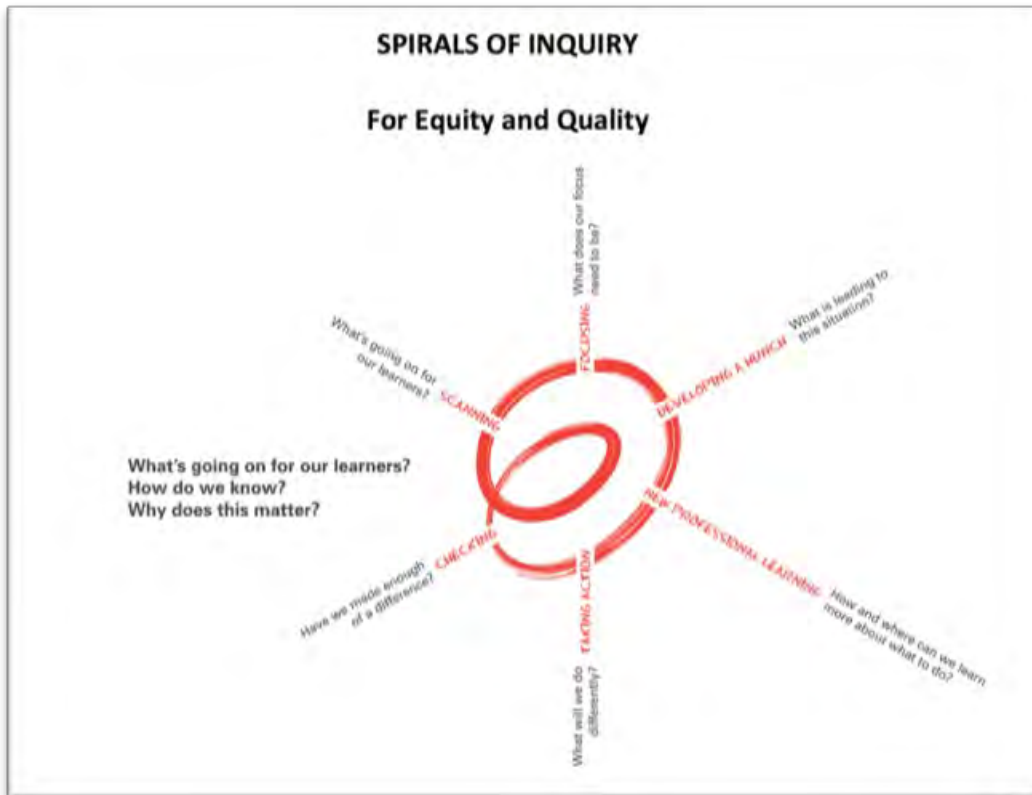 SPIRALS OF INQUIRY
For Equity and Quality
What's going on for
our learners?
SCANNING
What does our focus
need to be?
FOCUSING
DEVELOPING A HUNCH
What is leading to
this situation?
NEW PROFESSIONAL LEARNING
How and where can we learn
more about what to do?
TAKING ACTION
What will we do
differently?
CHECKING
Have we made enough
of a difference?
What's going on for our learners?
How do we know?
Why does this matter?